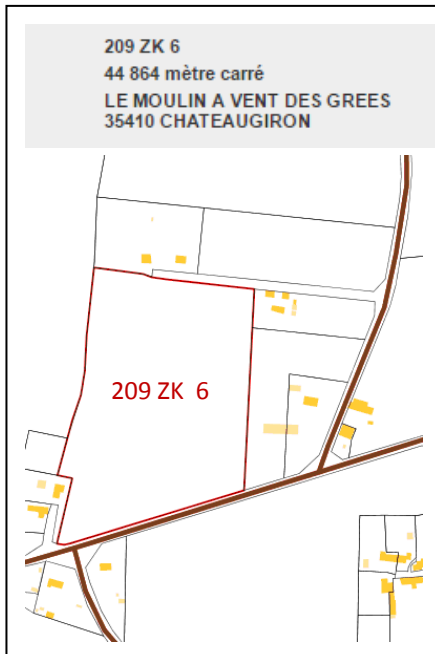 209 ZK 6
44 864 mètre carré
LE MOULIN A VENT DES GREES
35410 CHATEAUGIRON
209 ZK 6